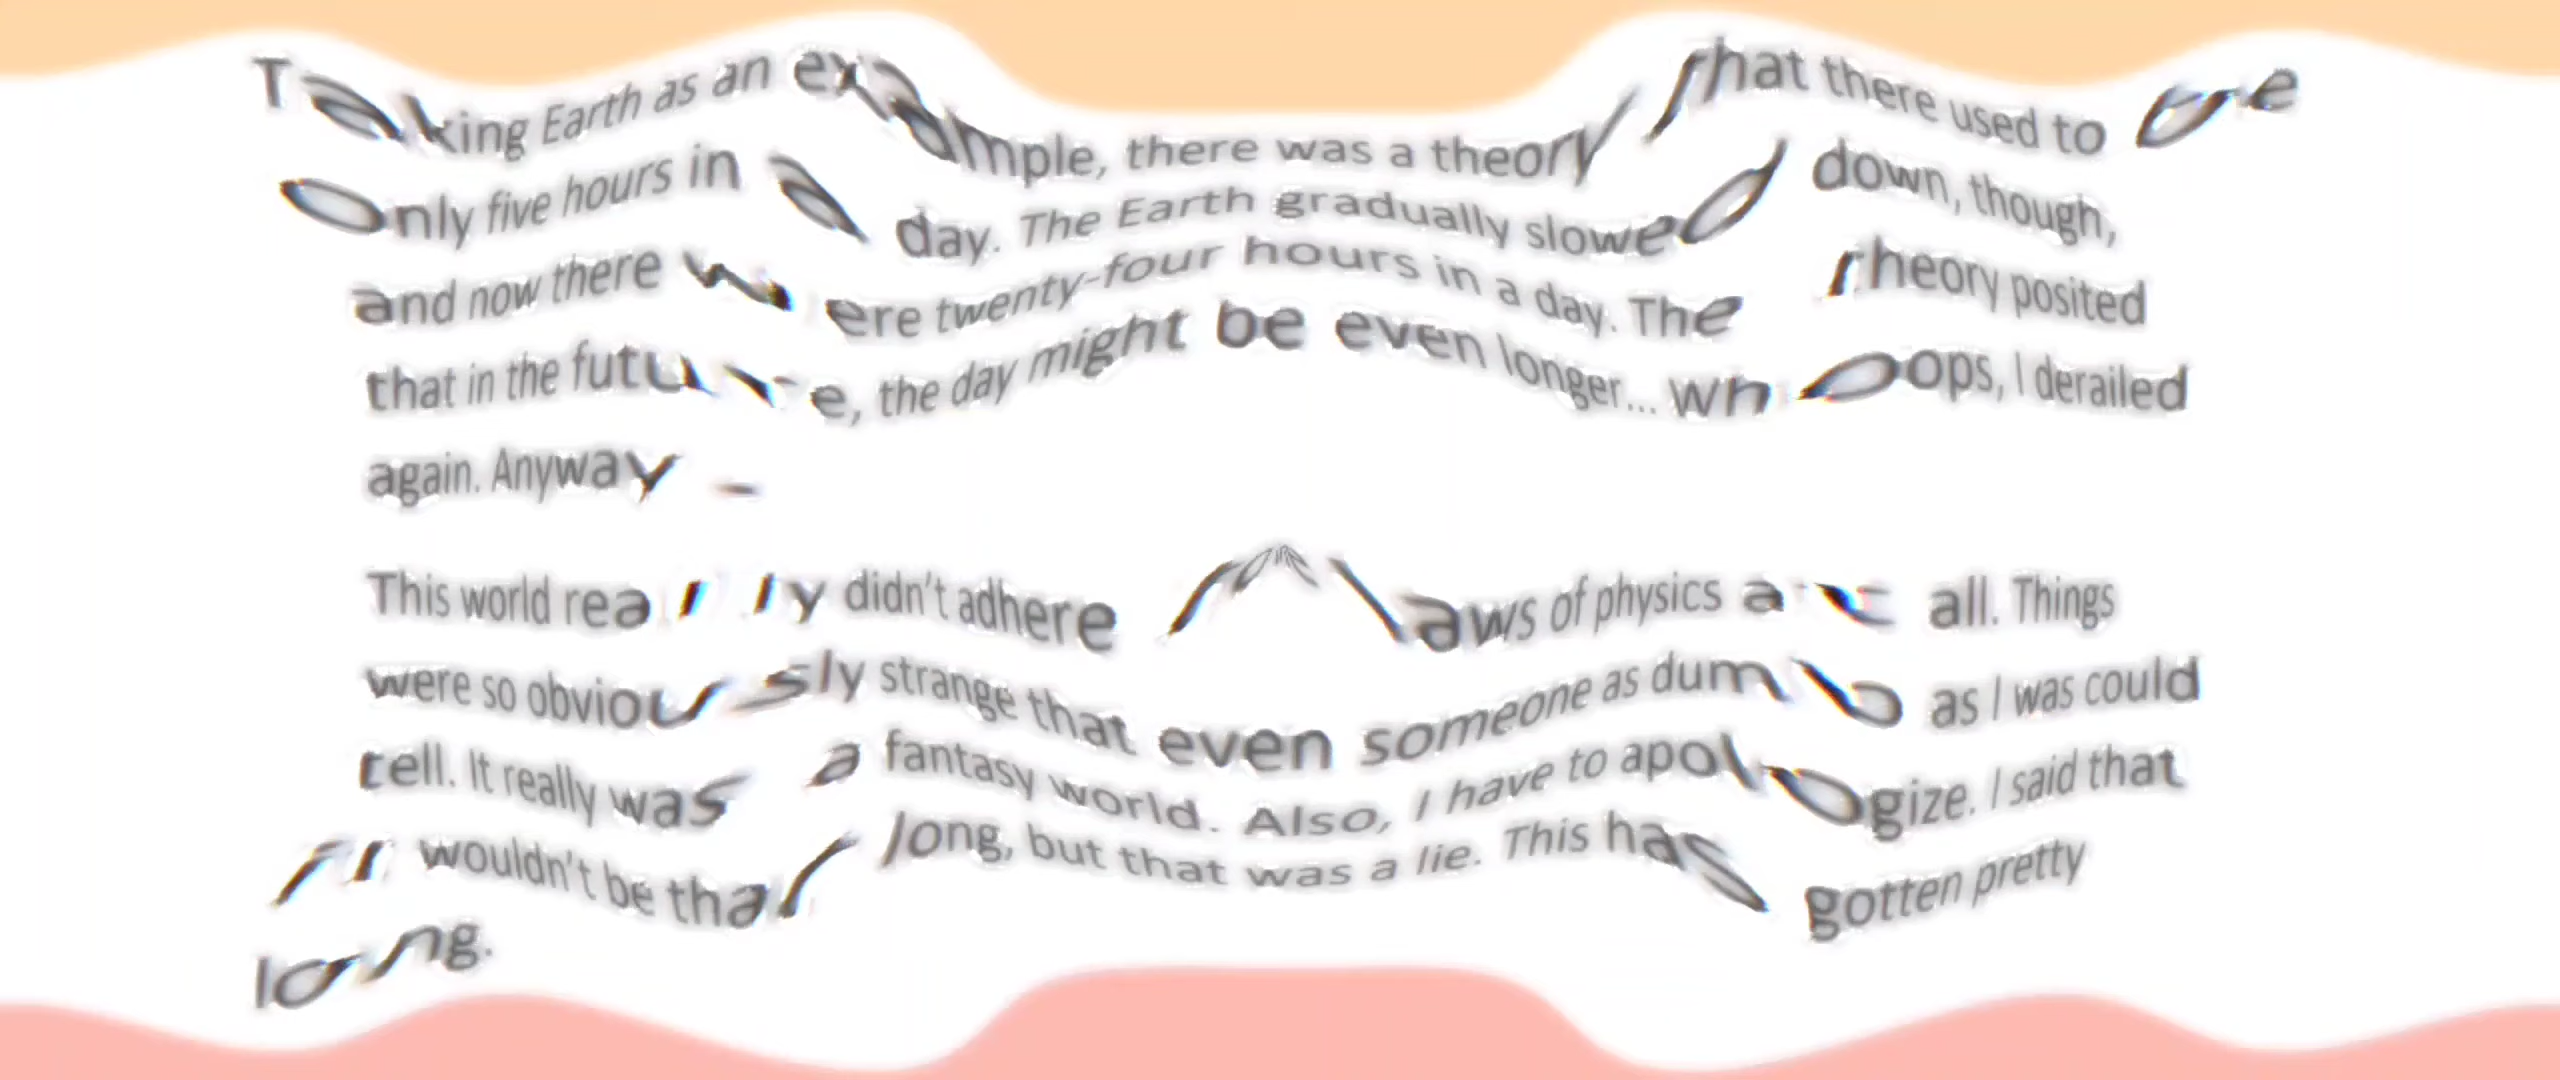 Taking Earth as an example, there was a theory that there used to be
only five hours in a day. The Earth gradually slowed down, though,
and now there were twenty-four hours in a day. The theory posited
that in the future, the day might be even longer... whoops, I derailed
again. Anyway –
This world really didn't adhere laws of physics at all. Things
were so obviously strange that even someone as dumb as I was could
tell. It really was a fantasy world. Also, I have to apologize. I said that
it wouldn't be that long, but that was a lie. This has gotten pretty
long.